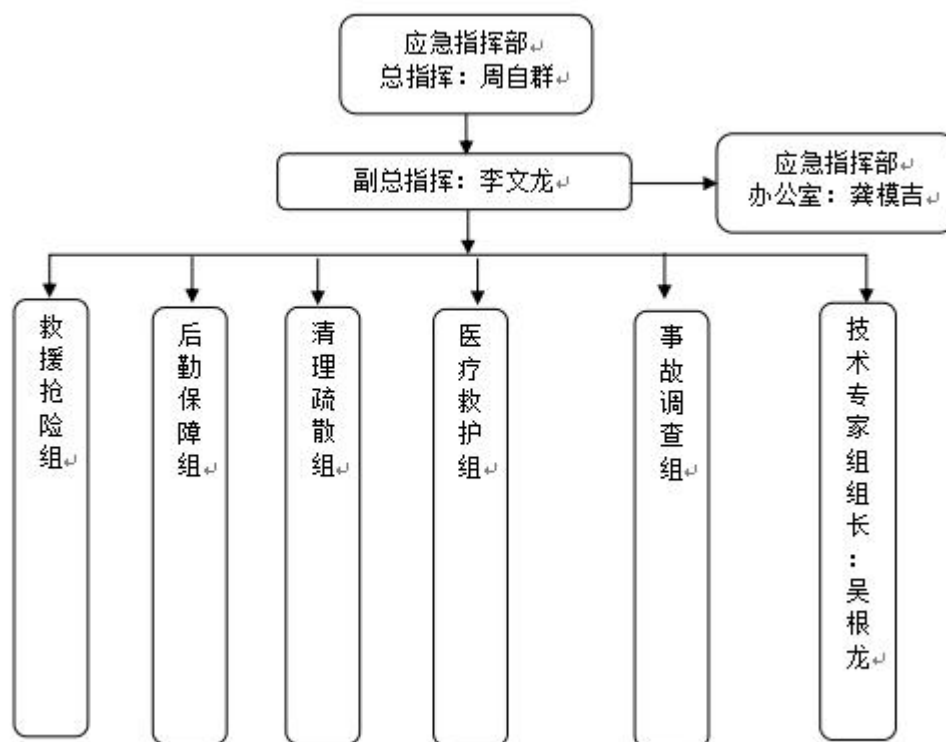 应急指挥部
总指挥：周自群
副总指挥：李文龙
应急指挥部
办公室：龚模吉
救援抢险组
后勤保障组
清理疏散组
医疗救护组
事故调查组
技术专家组组长：吴根龙